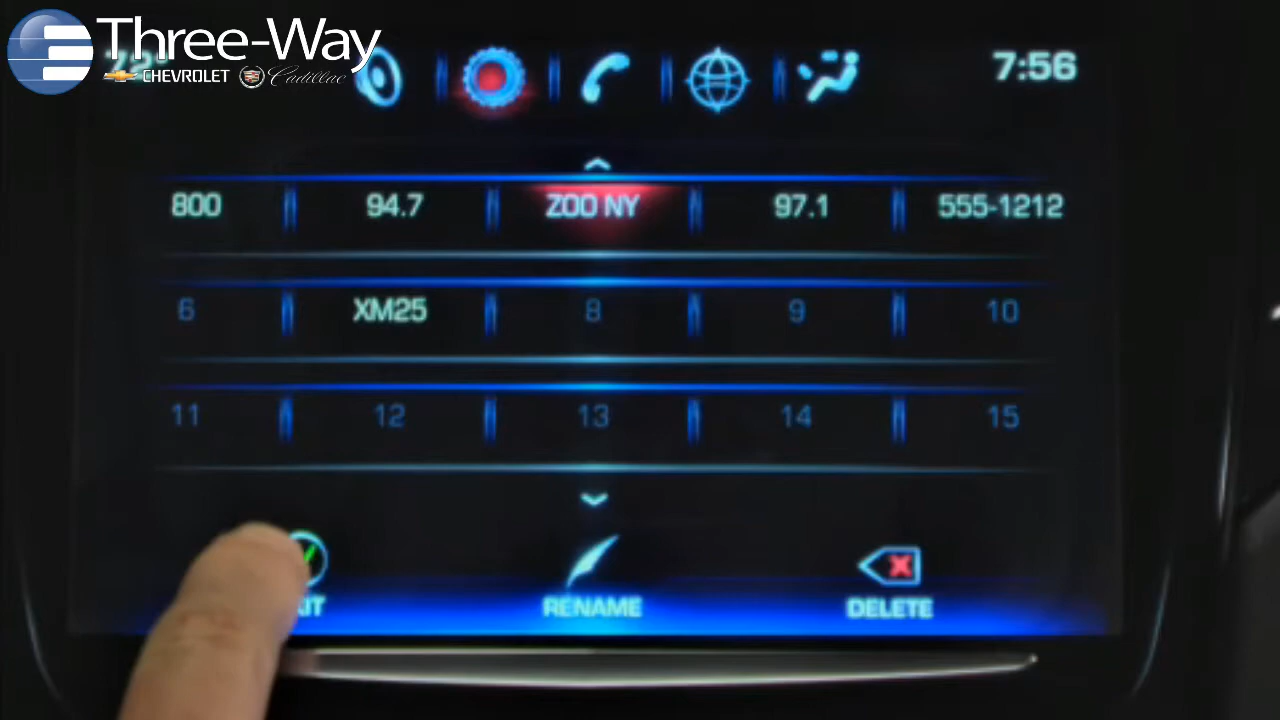 Three-Way
CHEVROLET Cadillac
7:56
800 94.7 ZOO NY 97.1 555-1212
6 XM25 8 9 10
11 12 13 14 15
RENAME DELETE